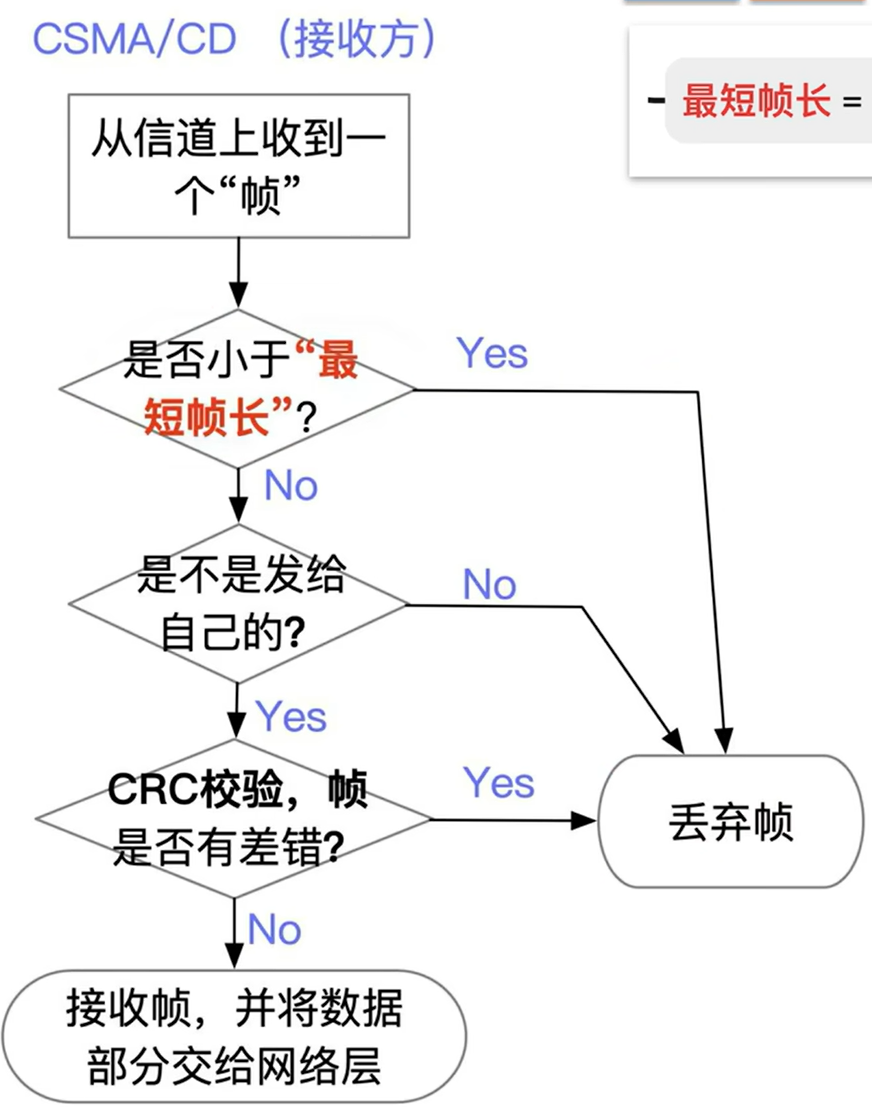 CSMA/CD （接收方）
最短帧长 =
从信道上收到一
个“帧”
是否小于“最
短帧长”?
Yes
No
是不是发给
自己的?
No
Yes
CRC校验，帧
是否有差错?
Yes
丢弃帧
No
接收帧，并将数据
部分交给网络层